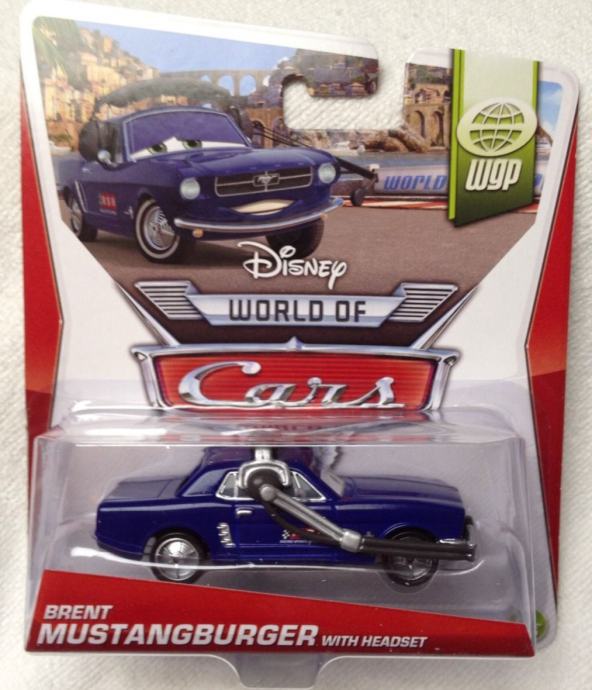 WORLD
WGP
Disney
WORLD OF
Cars
BRENT
MUSTANGBURGER WITH HEADSET